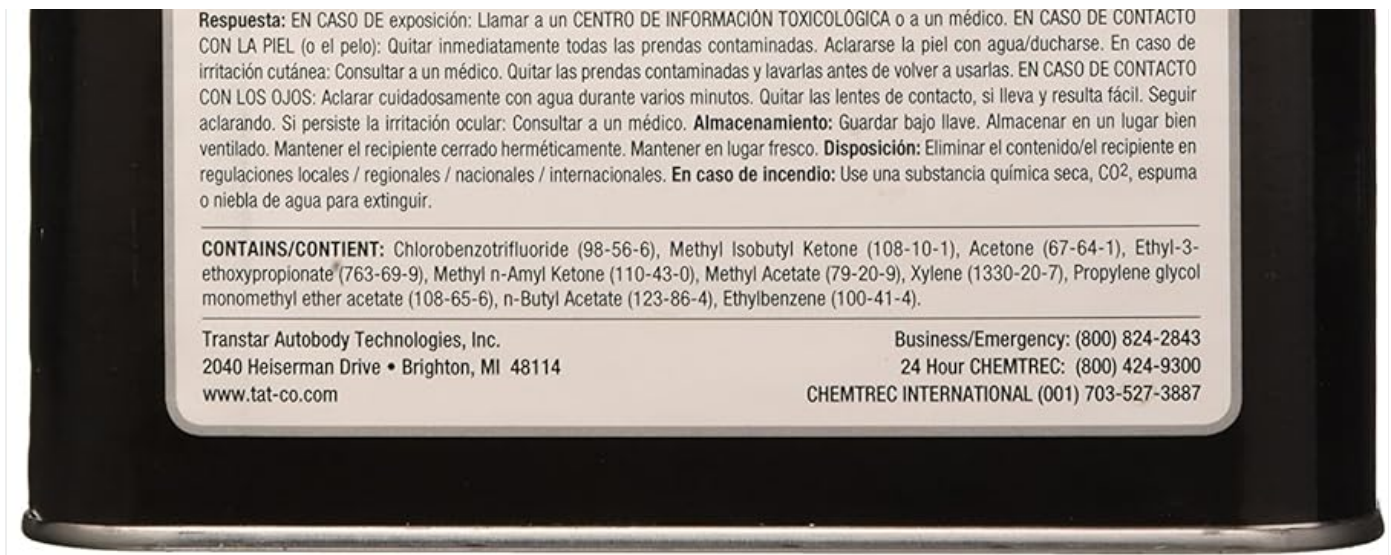 Respuesta: EN CASO DE exposición: Llamar a un CENTRO DE INFORMACIÓN TOXICOLÓGICA o a un médico. EN CASO DE CONTACTO
CON LA PIEL (o el pelo): Quitar inmediatamente todas las prendas contaminadas. Aclararse la piel con agua/ducharse. En caso de
irritación cutánea: Consultar a un médico. Quitar las prendas contaminadas y lavarlas antes de volver a usarlas. EN CASO DE CONTACTO
CON LOS OJOS: Aclarar cuidadosamente con agua durante varios minutos. Quitar las lentes de contacto, si lleva y resulta fácil. Seguir
aclarando. Si persiste la irritación ocular: Consultar a un médico. Almacenamiento: Guardar bajo llave. Almacenar en un lugar bien
ventilado. Mantener el recipiente cerrado herméticamente. Mantener en lugar fresco. Disposición: Eliminar el contenido/el recipiente en
regulaciones locales / regionales / nacionales / internacionales. En caso de incendio: Use una substancia química seca, CO2, espuma
o niebla de agua para extinguir.
CONTAINS/CONTIENT: Chlorobenzotrifluoride (98-56-6), Methyl Isobutyl Ketone (108-10-1), Acetone (67-64-1), Ethyl-3-
ethoxypropionate (763-69-9), Methyl n-Amyl Ketone (110-43-0), Methyl Acetate (79-20-9), Xylene (1330-20-7), Propylene glycol
monomethyl ether acetate (108-65-6), n-Butyl Acetate (123-86-4), Ethylbenzene (100-41-4).
Transtar Autobody Technologies, Inc.
2040 Heiserman Drive • Brighton, MI 48114
www.tat-co.com
Business/Emergency: (800) 824-2843
24 Hour CHEMTREC: (800) 424-9300
CHEMTREC INTERNATIONAL (001) 703-527-3887